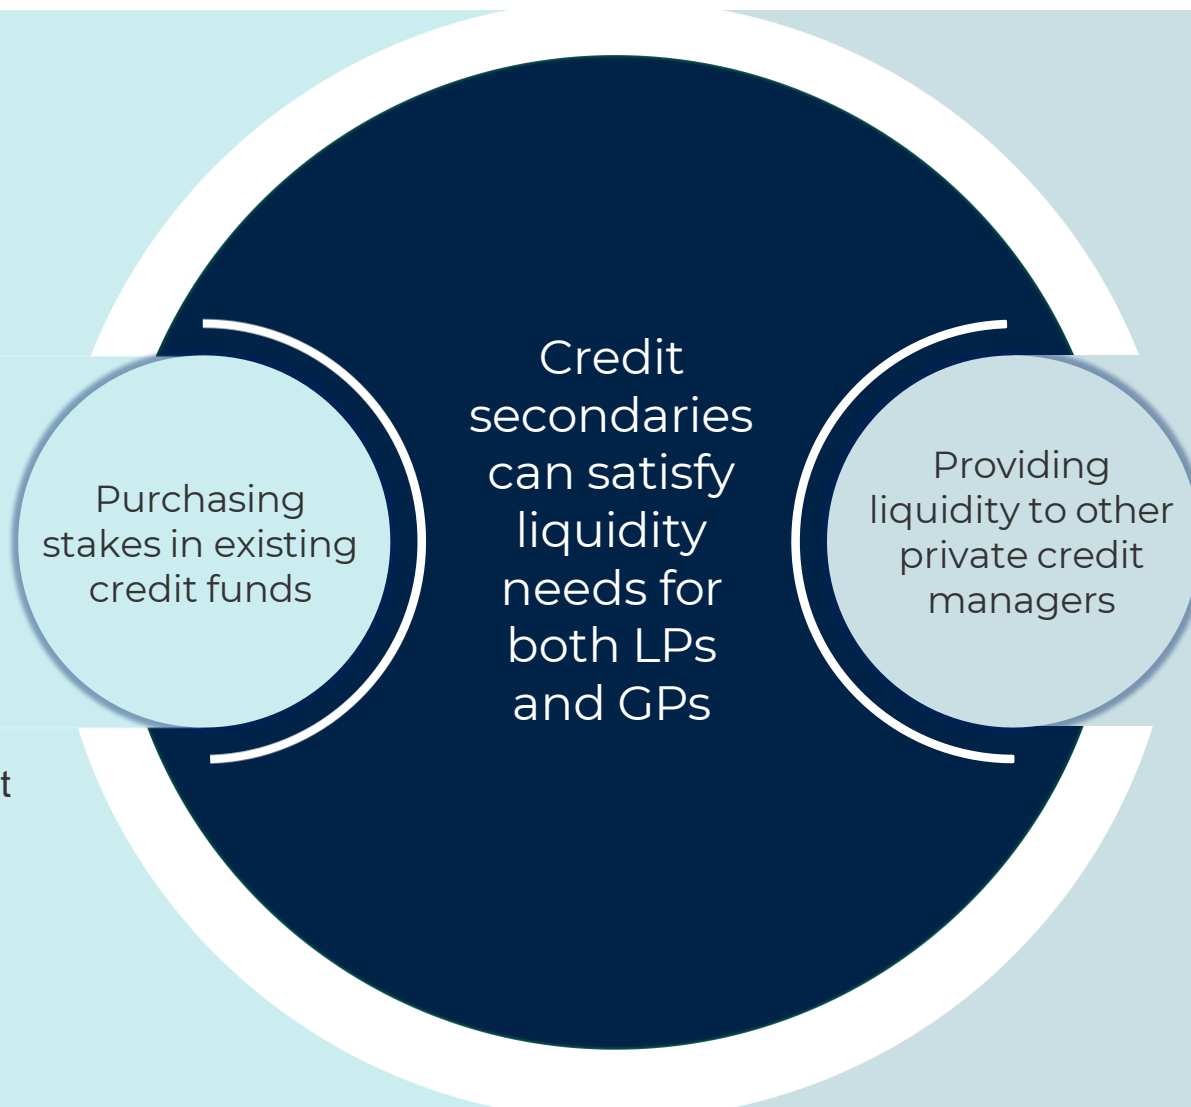 Purchasing
stakes in existing
credit funds
t
Credit
secondaries
can satisfy
liquidity
needs for
both LPs
and GPs
Providing
liquidity to other
private credit
managers